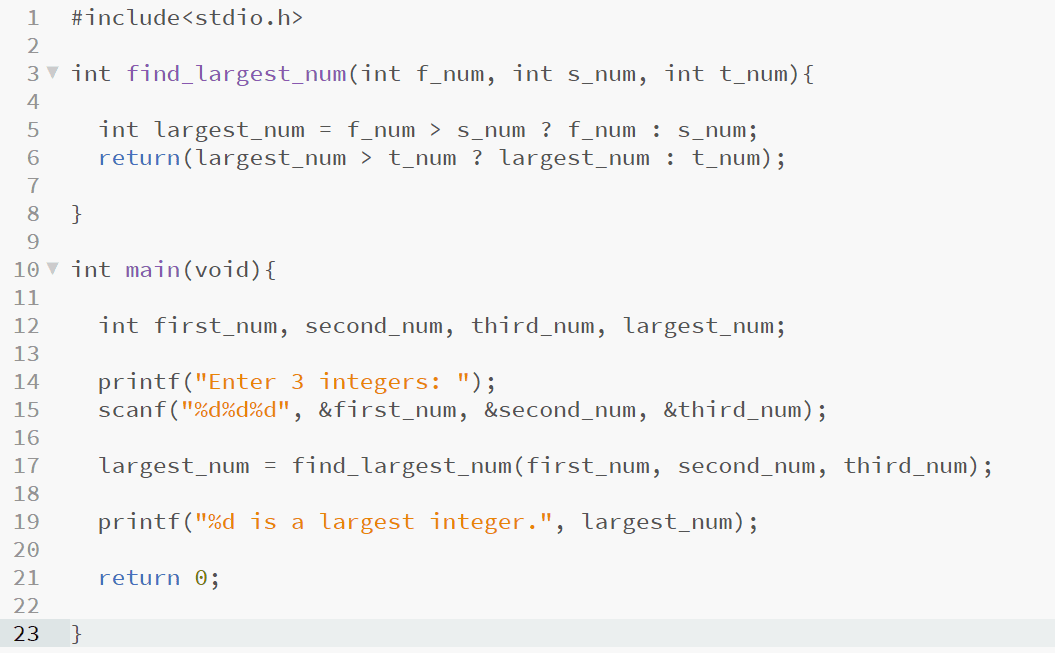 1 #include<stdio.h>
2
3 int find_largest_num(int f_num, int s_num, int t_num){
4
5   int largest_num = f_num > s_num ? f_num : s_num;
6   return(largest_num > t_num ? largest_num : t_num);
7
8 }
9
10 int main(void){
11
12   int first_num, second_num, third_num, largest_num;
13
14   printf("Enter 3 integers: ");
15   scanf("%d%d%d", &first_num, &second_num, &third_num);
16
17   largest_num = find_largest_num(first_num, second_num, third_num);
18
19   printf("%d is a largest integer.", largest_num);
20
21   return 0;
22
23 }